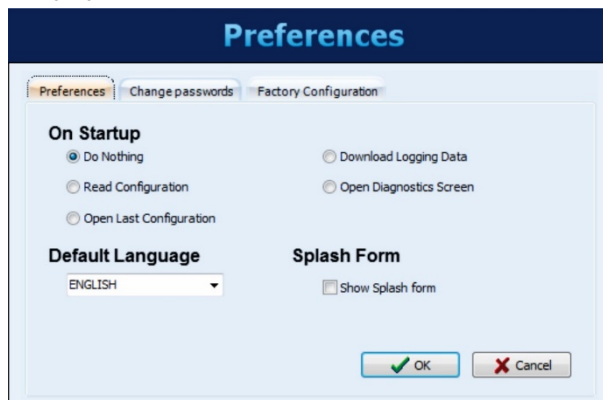 Preferences
Preferences Change passwords Factory Configuration
On Startup
Do Nothing Download Logging Data
Read Configuration Open Diagnostics Screen
Open Last Configuration
Default Language Splash Form
ENGLISH Show Splash form
OK Cancel